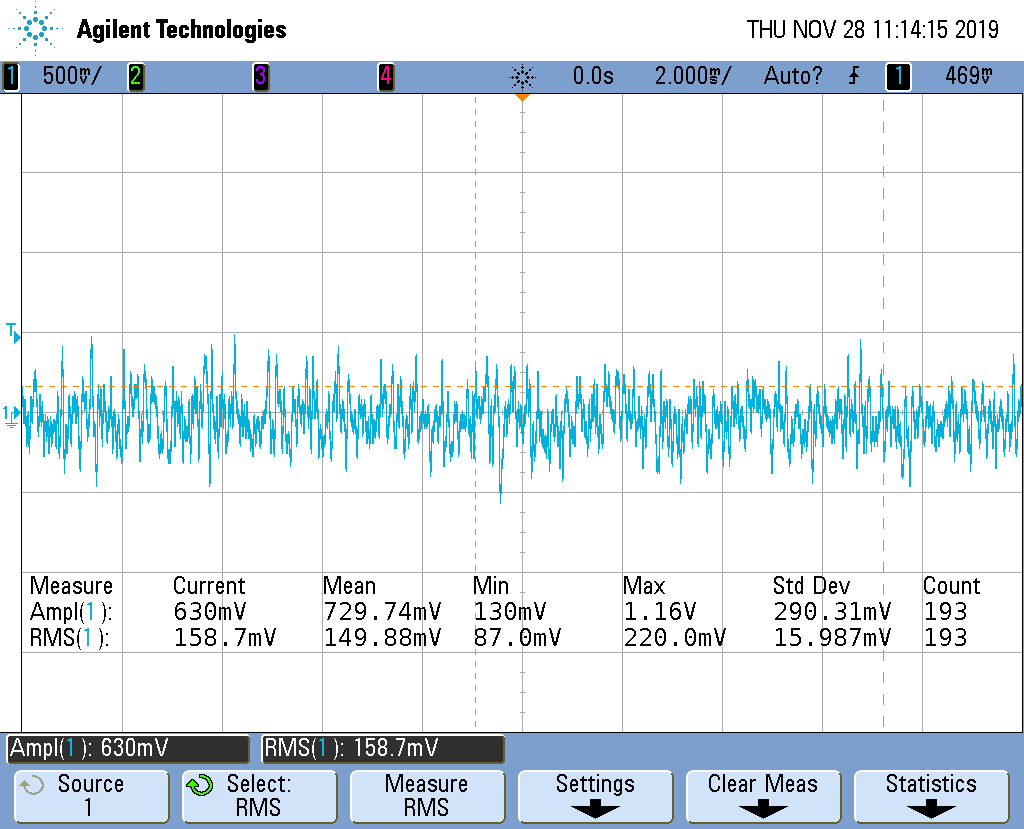 Agilent Technologies THU NOV 28 11:14:15 2019
1 500mV/ 2 3 4 0.0s 2.000ms/ Auto? 1 469mV
T
1
Measure Current Mean Min Max Std Dev Count
Ampl(1): 630mV 729.74mV 130mV 1.16V 290.31mV 193
RMS(1): 158.7mV 149.88mV 87.0mV 220.0mV 15.987mV 193
Ampl(1): 630mV RMS(1): 158.7mV
Source Select: Measure Settings Clear Meas Statistics
1 RMS RMS